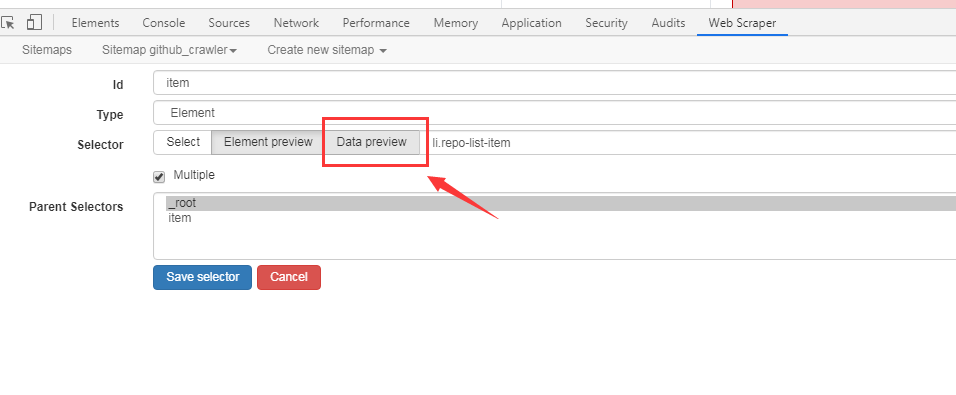 Elements Console Sources Network Performance Memory Application Security Audits Web Scraper
Sitemaps Sitemap github_crawler Create new sitemap
Id item
Type Element
Selector Select Element preview Data preview li.repo-list-item
Multiple
Parent Selectors _root
item
Save selector Cancel